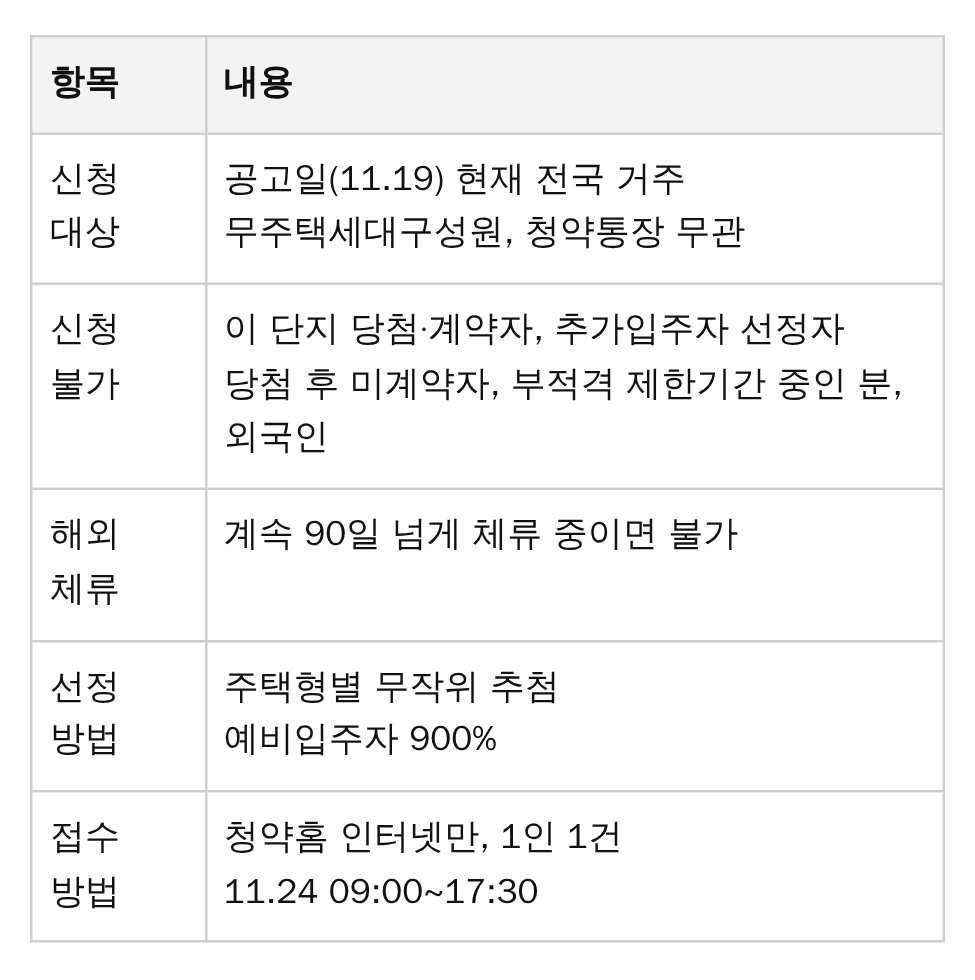 항목 내용
신청 공고일(11.19) 현재 전국 거주
대상 무주택세대구성원, 청약통장 무관
신청 이 단지 당첨·계약자, 추가입주자 선정자
불가 당첨 후 미계약자, 부적격 제한기간 중인 분,
외국인
해외 계속 90일 넘게 체류 중이면 불가
체류
선정 주택형별 무작위 추첨
방법 예비입주자 900%
접수 청약홈 인터넷만, 1인 1건
방법 11.24 09:00~17:30